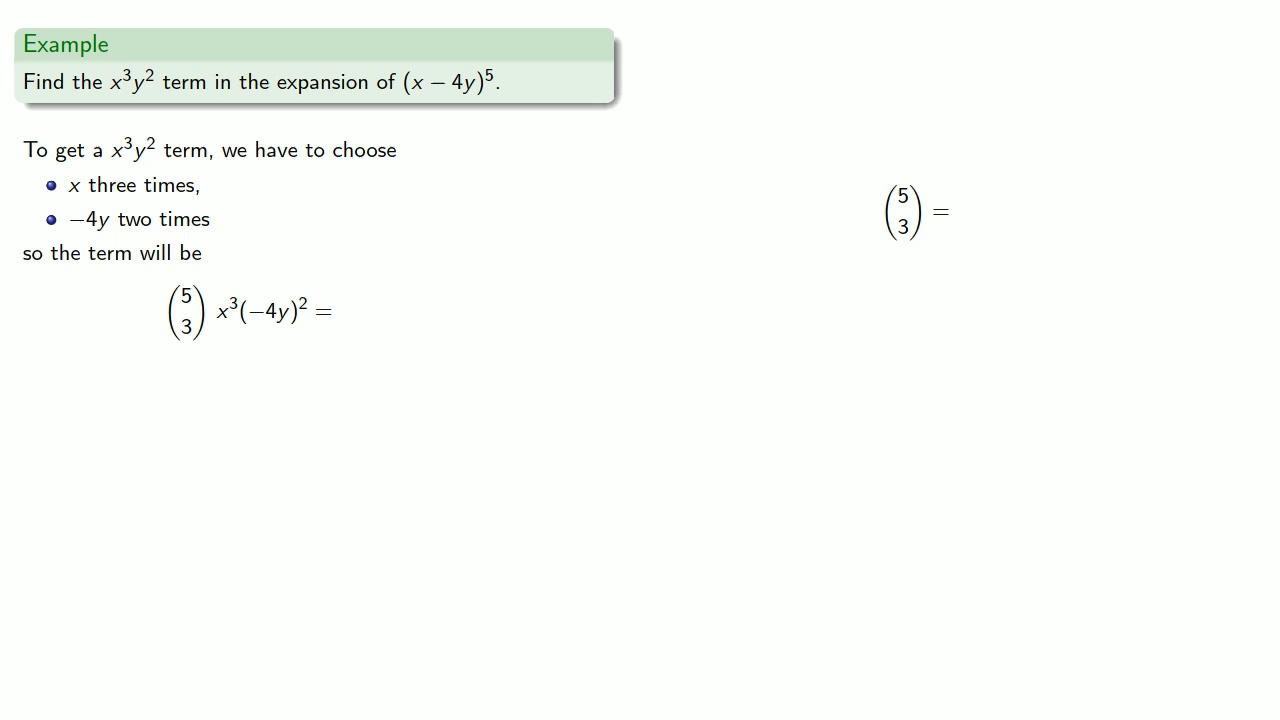 Example
Find the x³y² term in the expansion of (x − 4y)⁵.
To get a x³y² term, we have to choose
• x three times,
• −4y two times
so the term will be
(5 3) x³(−4y)² =
(5 3) =